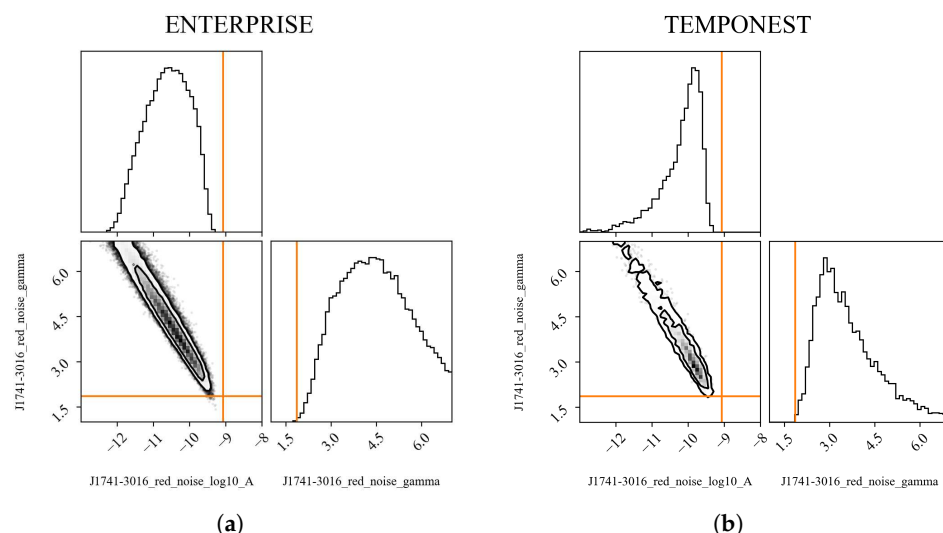 ENTERPRISE
TEMPONEST
J1741-3016_red_noise_gamma
6.0
4.5
3.0
1.5
−12
−11
−10
−9
−8
1.5
3.0
4.5
6.0
J1741-3016_red_noise_log10_A
J1741-3016_red_noise_gamma
J1741-3016_red_noise_gamma
6.0
4.5
3.0
1.5
−12
−11
−10
−9
−8
1.5
3.0
4.5
6.0
J1741-3016_red_noise_log10_A
J1741-3016_red_noise_gamma
(a)
(b)